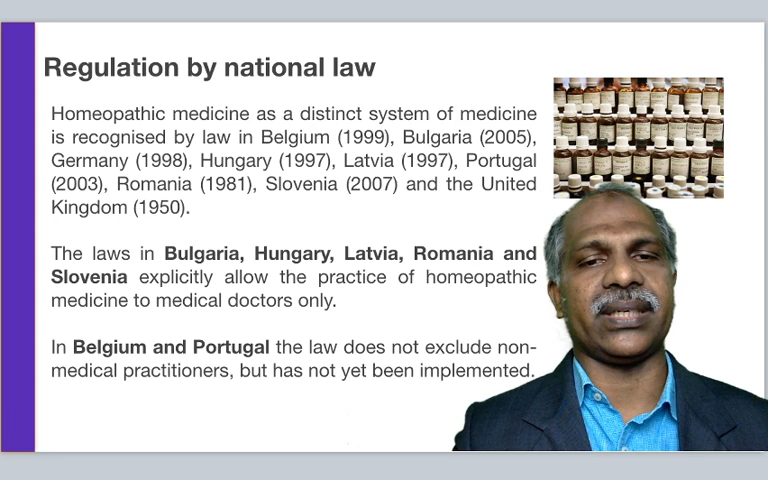 Regulation by national law
Homeopathic medicine as a distinct system of medicine
is recognised by law in Belgium (1999), Bulgaria (2005),
Germany (1998), Hungary (1997), Latvia (1997), Portugal
(2003), Romania (1981), Slovenia (2007) and the United
Kingdom (1950).
The laws in Bulgaria, Hungary, Latvia, Romania and
Slovenia explicitly allow the practice of homeopathic
medicine to medical doctors only.
In Belgium and Portugal the law does not exclude non-
medical practitioners, but has not yet been implemented.